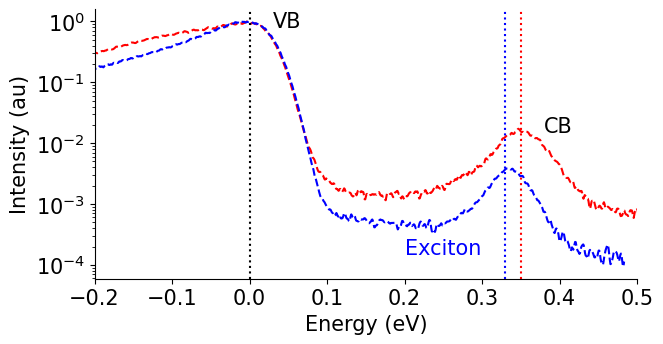 10⁰
10⁻¹
10⁻²
10⁻³
10⁻⁴
Intensity (au)
VB
CB
Exciton
−0.2 −0.1 0.0 0.1 0.2 0.3 0.4 0.5
Energy (eV)